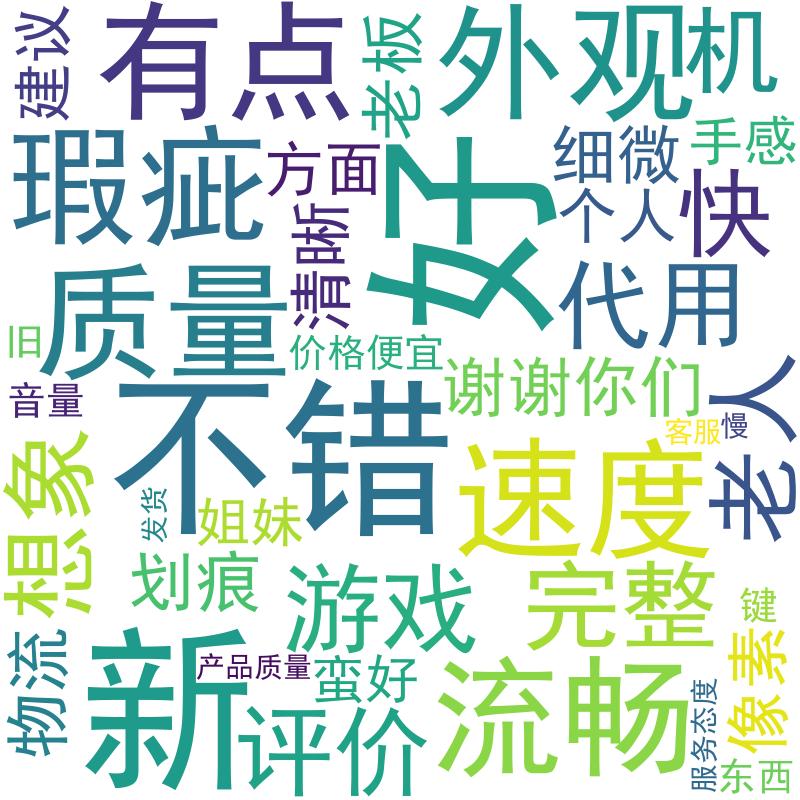 建议
有点
老板
外观
机
瑕疵
方面
好
细微
手感
清晰
个人
快
质量
代用
旧
价格便宜
谢谢你们
老人
音量
不错
客服
慢
想象
速度
发货
姐妹
划痕
游戏
完整
键
物流
新
产品质量
蛮好
流畅
像素
评价
服务态度
东西